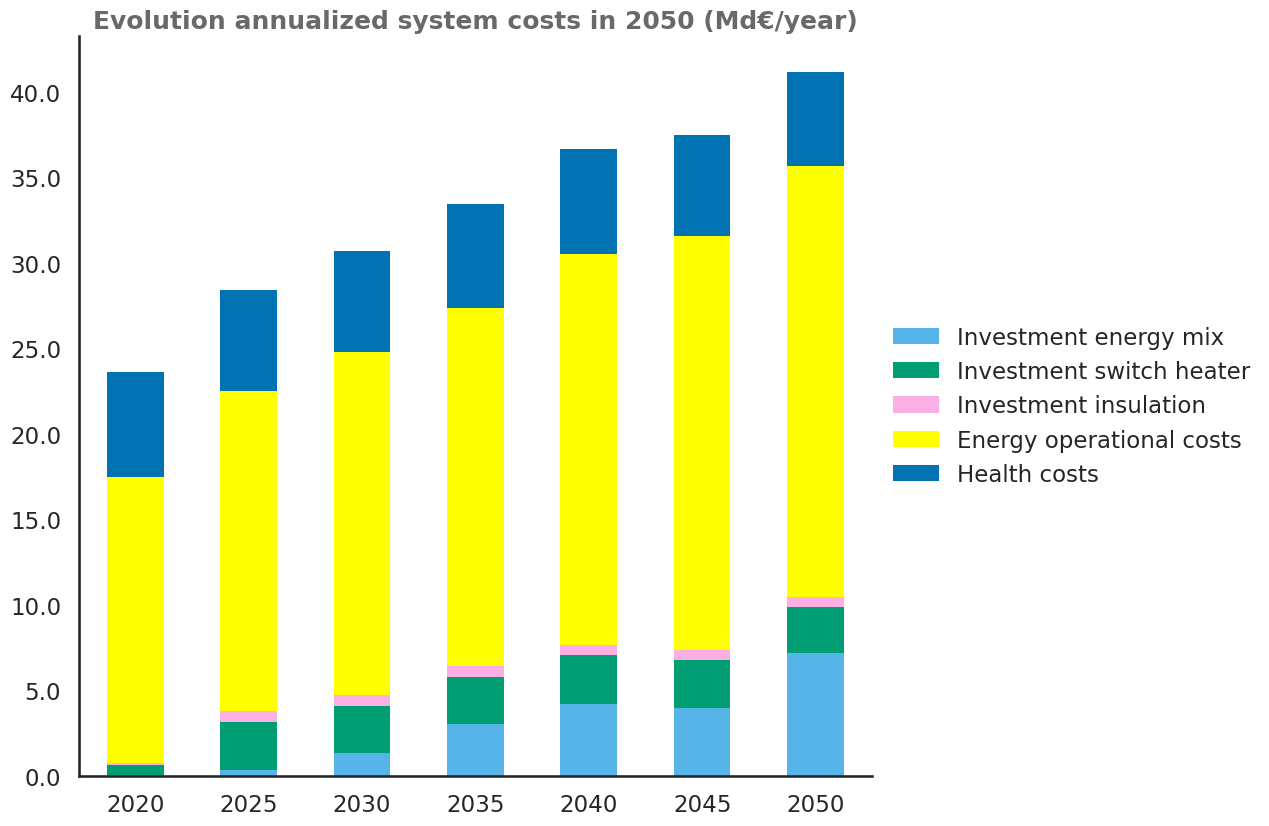 Evolution annualized system costs in 2050 (Md€/year)
40.0
35.0
30.0
25.0
20.0
15.0
10.0
5.0
0.0
2020 2025 2030 2035 2040 2045 2050
Investment energy mix
Investment switch heater
Investment insulation
Energy operational costs
Health costs